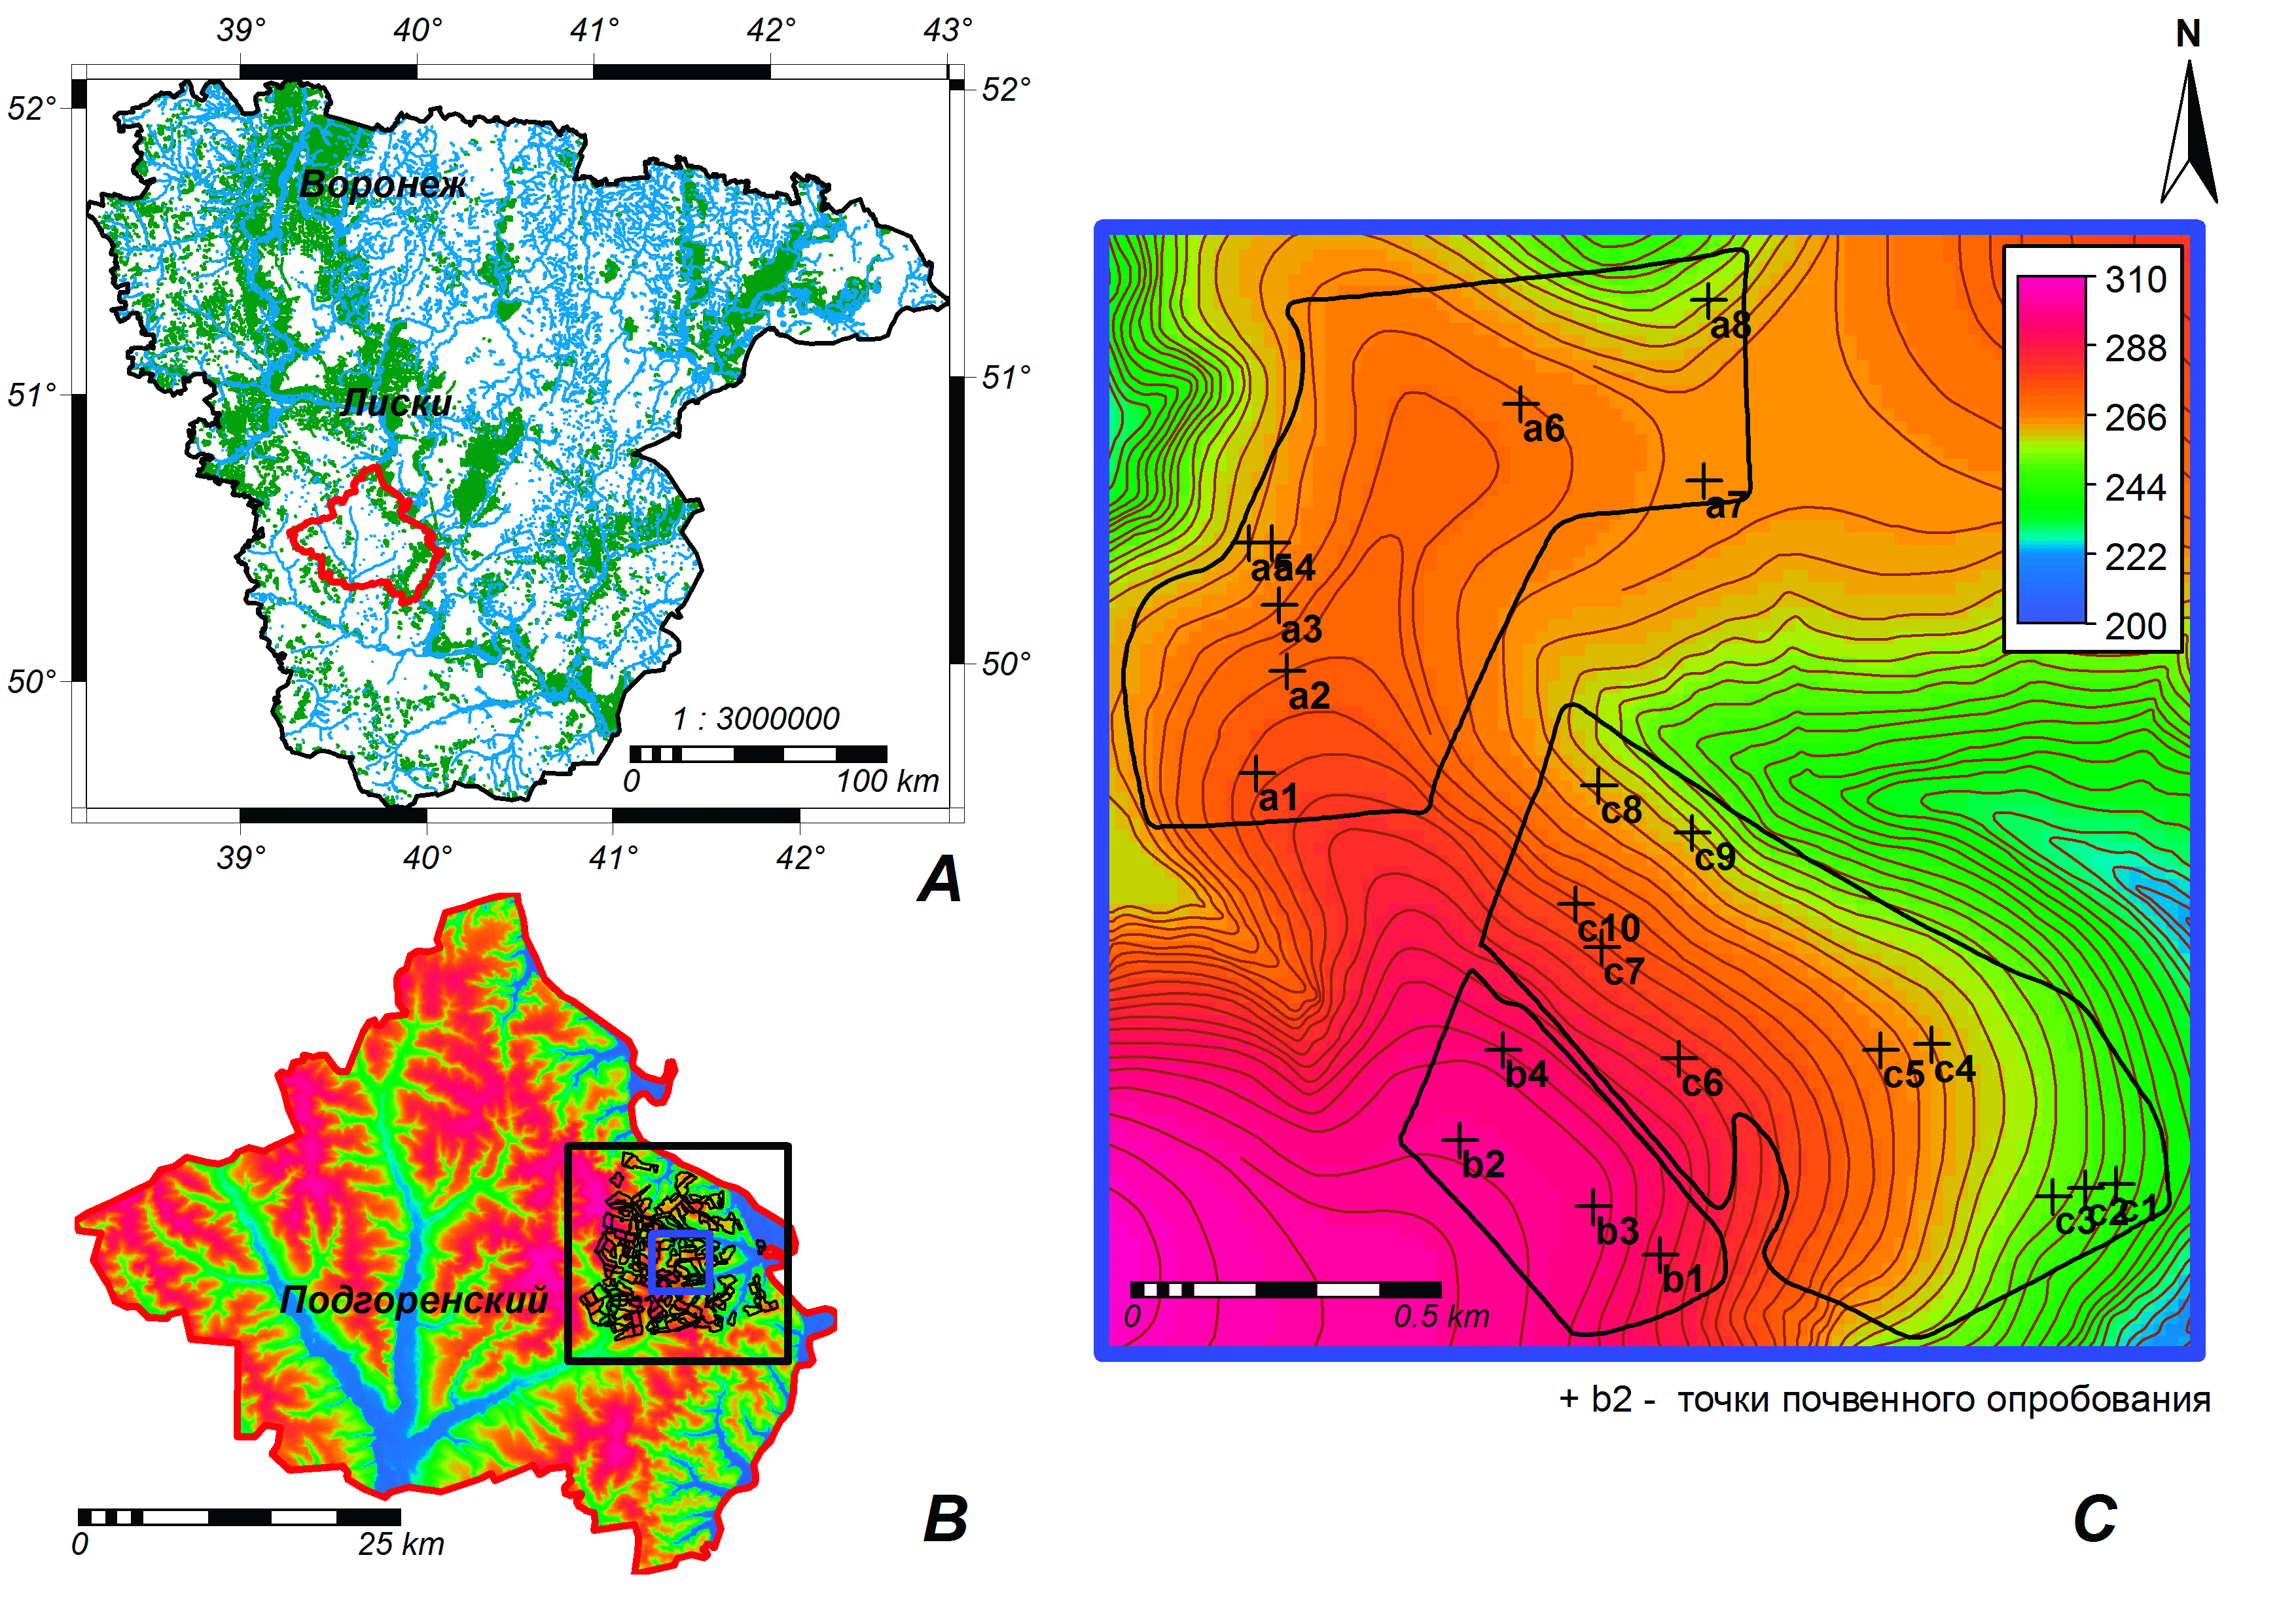 39° 40° 41° 42° 43°
52° 52°
Воронеж
51° 51°
Лиски
50° 50°
1 : 3000000
0 100 km
39° 40° 41° 42°
A
Подгоренский
0 25 km
B
N
310
288
266
244
222
200
a8
a6
a7
a5 a4
a3
a2
a1
c8
c9
c10
c7
b4 c6 c5 c4
b2
c3 c2 c1
b3
b1
0 0.5 km
+ b2 - точки почвенного опробования
C